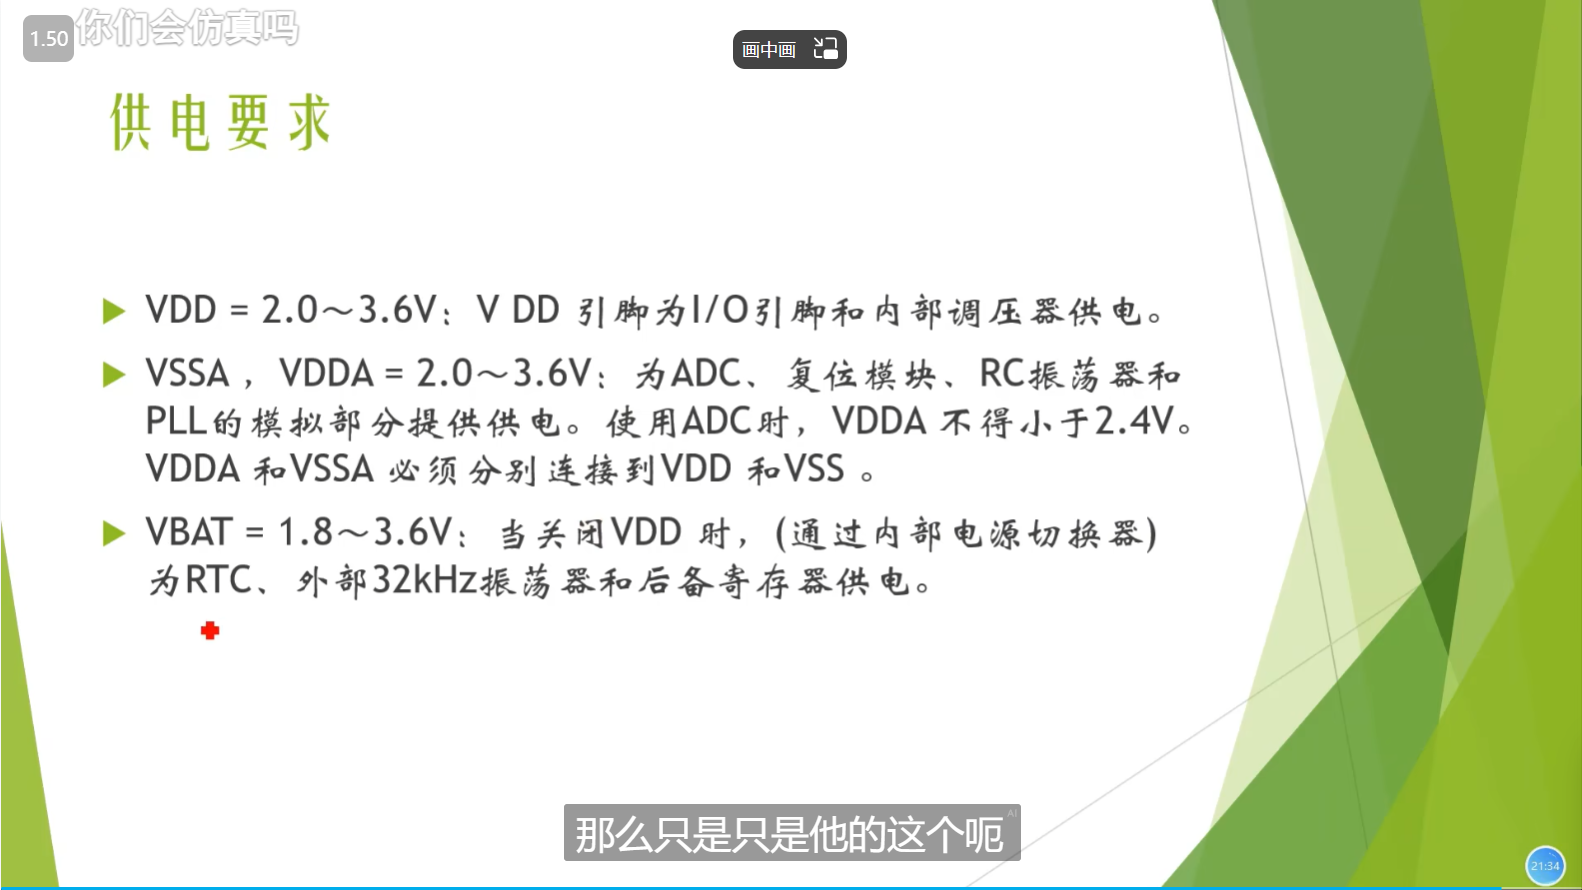 1.50 你们会仿真吗
画中画
供电要求
VDD = 2.0～3.6V：V DD 引脚为I/O引脚和内部调压器供电。
VSSA，VDDA = 2.0～3.6V：为ADC、复位模块、RC振荡器和
PLL的模拟部分提供供电。使用ADC时，VDDA 不得小于2.4V。
VDDA 和VSSA 必须分别连接到VDD 和VSS 。
VBAT = 1.8～3.6V：当关闭VDD 时，(通过内部电源切换器)
为RTC、外部32kHz振荡器和后备寄存器供电。
那么只是只是他的这个呃
AI
21:34